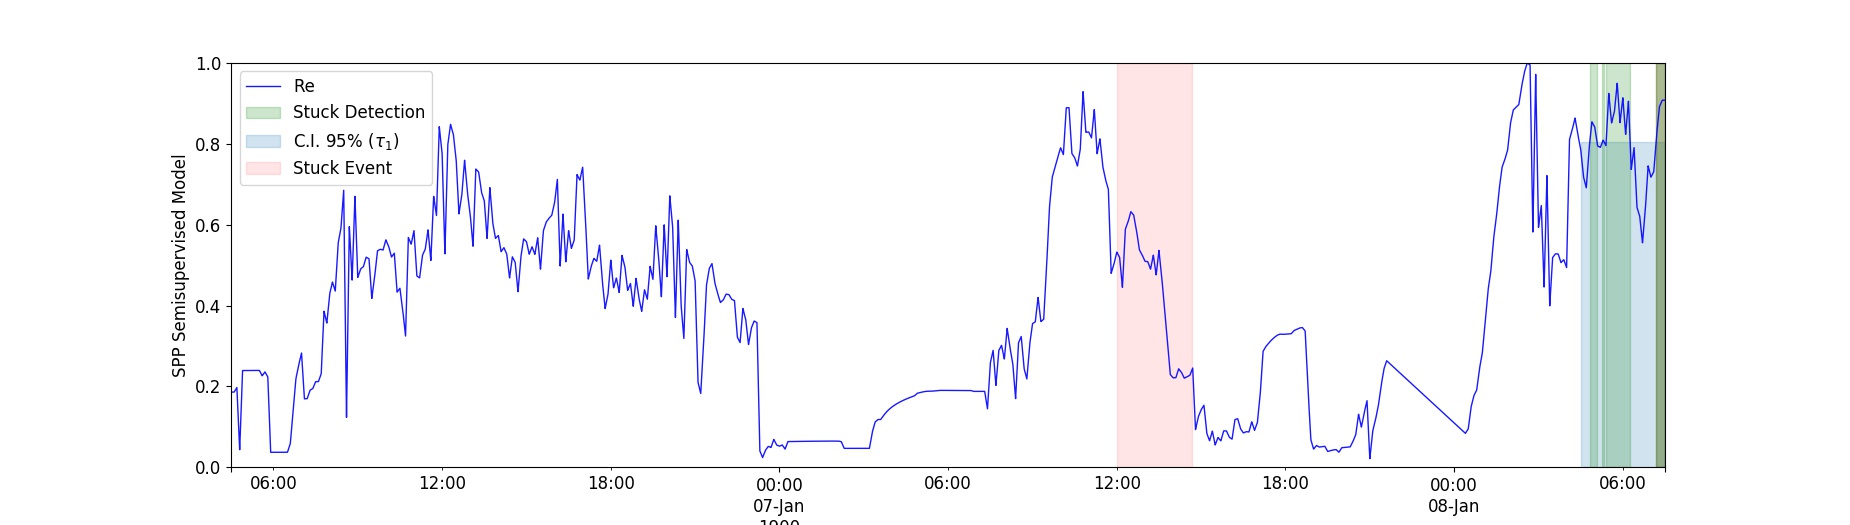 SPP Semisupervised Model
1.0
0.8
0.6
0.4
0.2
0.0
Re
Stuck Detection
C.I. 95% (τ₁)
Stuck Event
06:00
12:00
18:00
00:00
07-Jan
1900
06:00
12:00
18:00
00:00
08-Jan
06:00